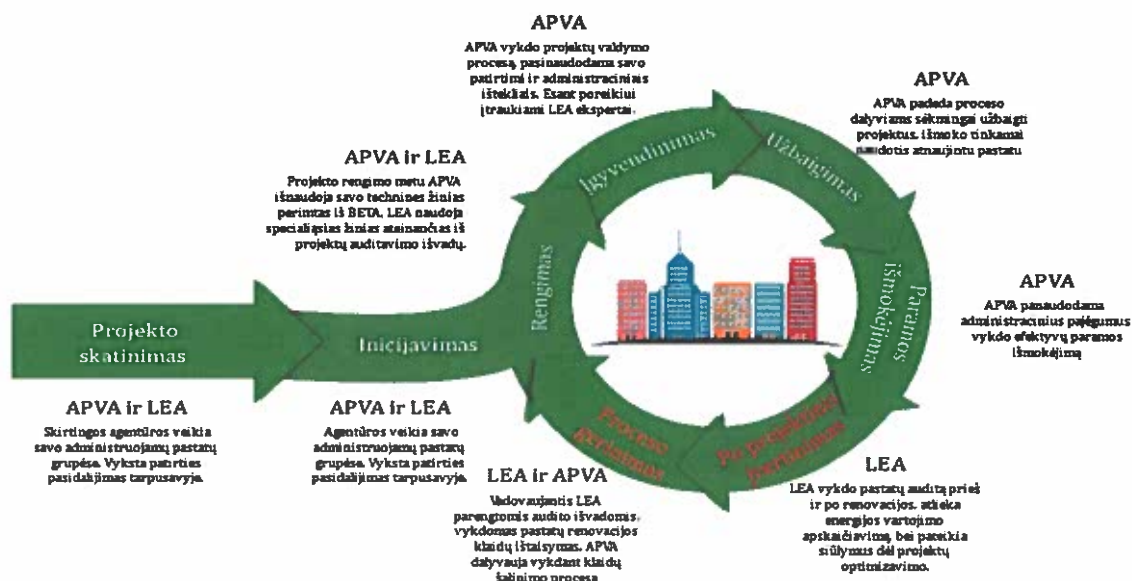 APVA
APVA vykdo projektų valdymo
procesą, pasinaudodama savo
patirtimi ir administraciniais
ištekliais. Esant poreikiui
įtraukiami LEA ekspertai.
APVA
APVA padeda proceso
dalyviams sėkmingai užbaigti
projektus, išmoko tinkamai
naudotis atnaujintu pastatu
APVA ir LEA
Projekto rengimo metu APVA
išnaudoja savo technines žinias
perimtas iš BETA, LEA naudoja
specialiąsias žinias ateinančias iš
projektų auditavimo išvadų.
Įgyvendinimas
Užbaigimas
Rengimas
Paramos
išmokėjimas
APVA
APVA panaudodama
administracinius pajėgumus
vykdo efektyvų paramos
išmokėjimą
Projekto
skatinimas
Inicijavimas
Proceso
gerinimas
Po projektinis
įvertinimas
APVA ir LEA
Skirtingos agentūros veikia
savo administruojamų pastatų
grupėse. Vyksta patirties
pasidalijimas tarpusavyje.
APVA ir LEA
Agentūros veikia savo
administruojamų pastatų
grupėse. Vyksta patirties
pasidalijimas tarpusavyje.
LEA ir APVA
Vadovaujantis LEA
parengtomis audito išvadomis,
vykdomas pastatų renovacijos
klaidų ištaisymas. APVA
dalyvauja vykdant klaidų
šalinimo procesą
LEA
LEA vykdo pastatų auditą prieš
ir po renovacijos, atlieka
energijos vartojimo
apskaičiavimą, bei pateikia
siūlymus dėl projektų
optimizavimo.